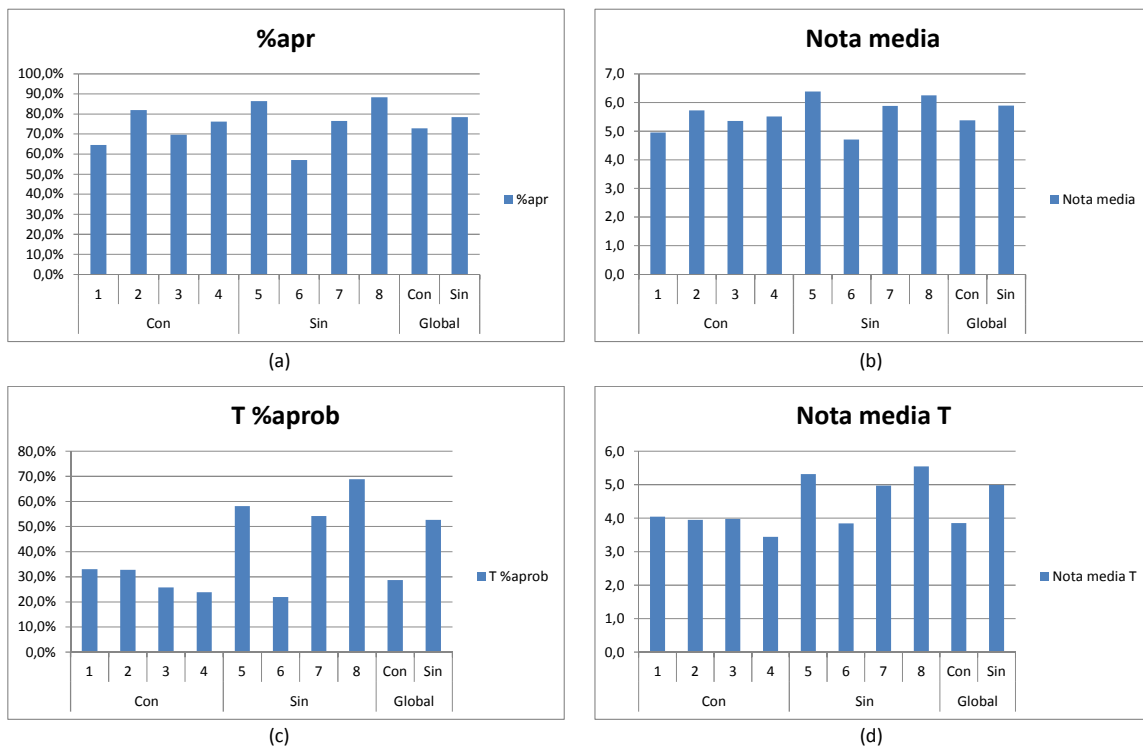 %apr
100,0%
90,0%
80,0%
70,0%
60,0%
50,0%
40,0%
30,0%
20,0%
10,0%
0,0%
1 2 3 4 5 6 7 8 Con Sin
Con Sin Global
%apr
(a)
Nota media
7,0
6,0
5,0
4,0
3,0
2,0
1,0
0,0
1 2 3 4 5 6 7 8 Con Sin
Con Sin Global
Nota media
(b)
T %aprob
80,0%
70,0%
60,0%
50,0%
40,0%
30,0%
20,0%
10,0%
0,0%
1 2 3 4 5 6 7 8 Con Sin
Con Sin Global
T %aprob
(c)
Nota media T
6,0
5,0
4,0
3,0
2,0
1,0
0,0
1 2 3 4 5 6 7 8 Con Sin
Con Sin Global
Nota media T
(d)